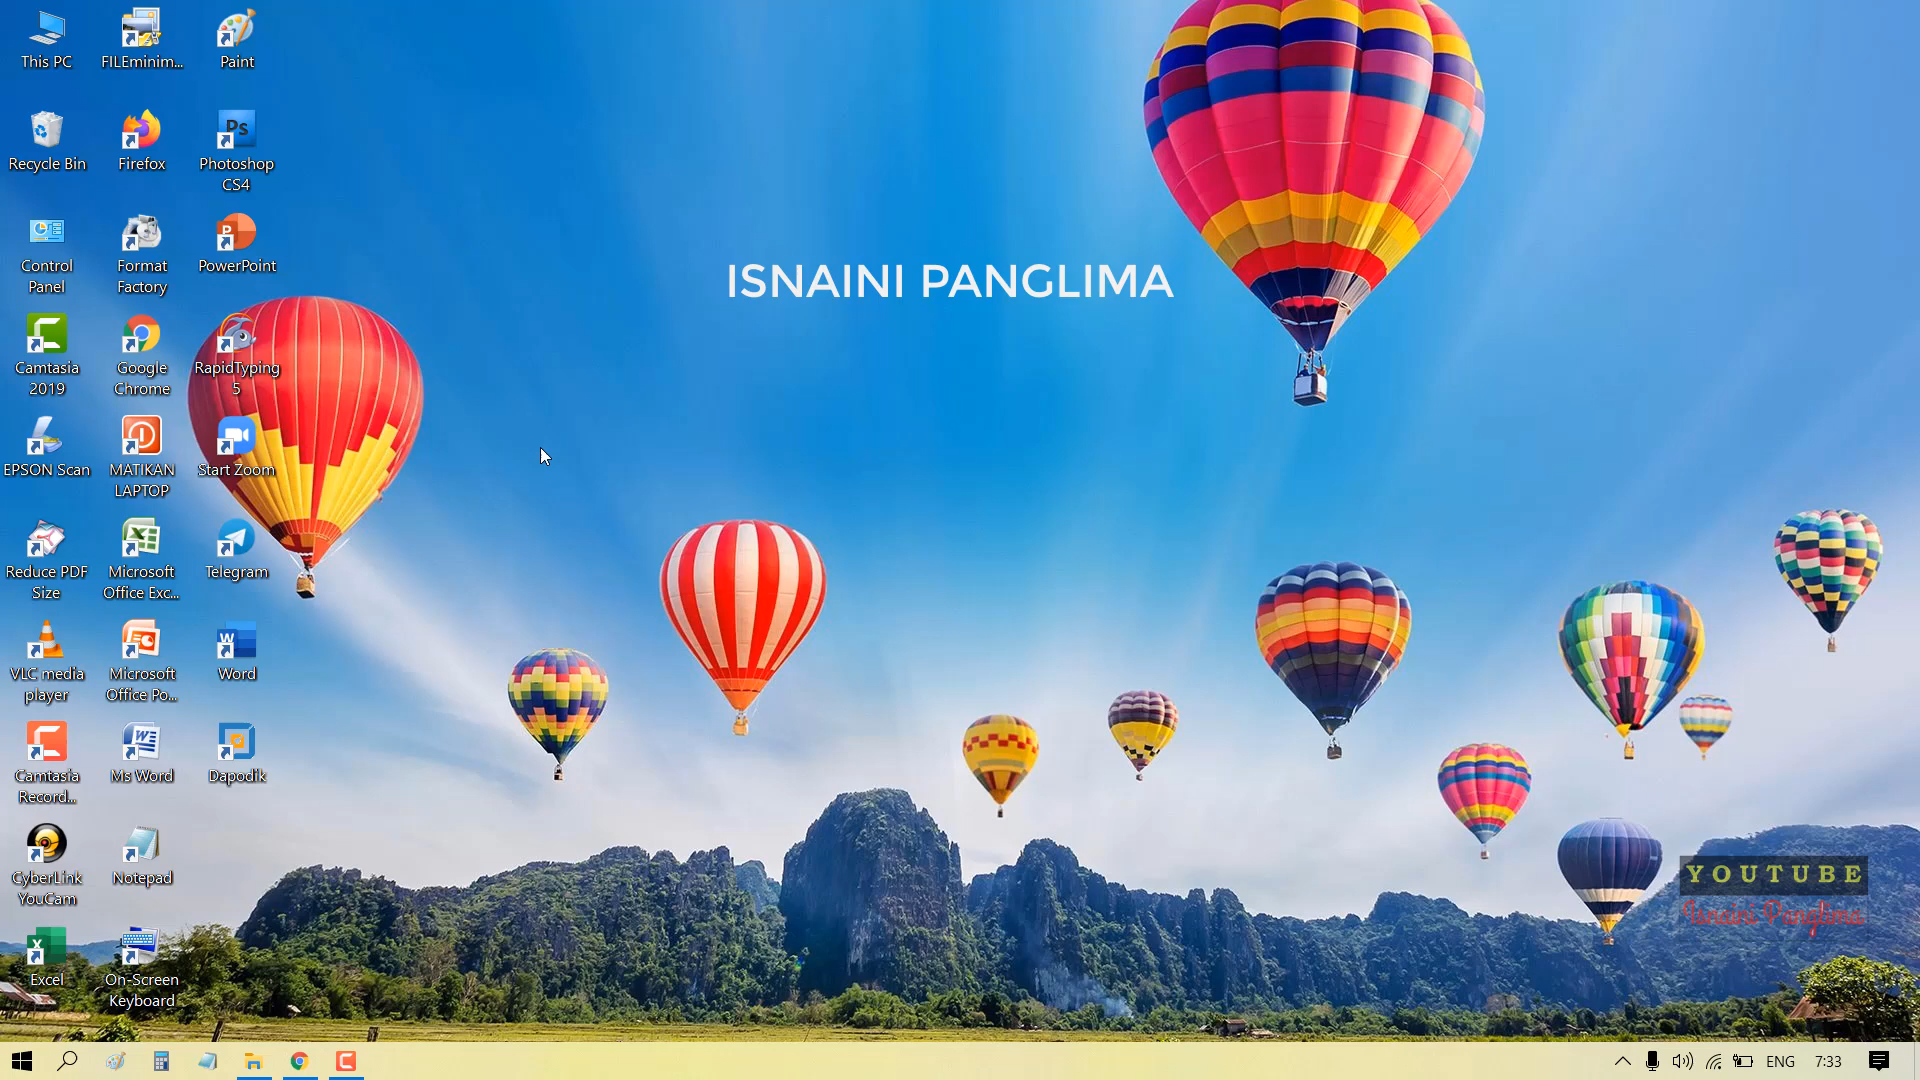 This PC
FILEminim...
Paint
Recycle Bin
Firefox
Photoshop
CS4
Control
Panel
Format
Factory
PowerPoint
Camtasia
2019
Google
Chrome
RapidTyping
5
EPSON Scan
MATIKAN
LAPTOP
Start Zoom
Reduce PDF
Size
Microsoft
Office Exc...
Telegram
VLC media
player
Microsoft
Office Po...
Word
Camtasia
Record...
Ms Word
Dapodik
CyberLink
YouCam
Notepad
Excel
On-Screen
Keyboard
ISNAINI PANGLIMA
YOUTUBE
Isnaini Panglima
ENG
7:33